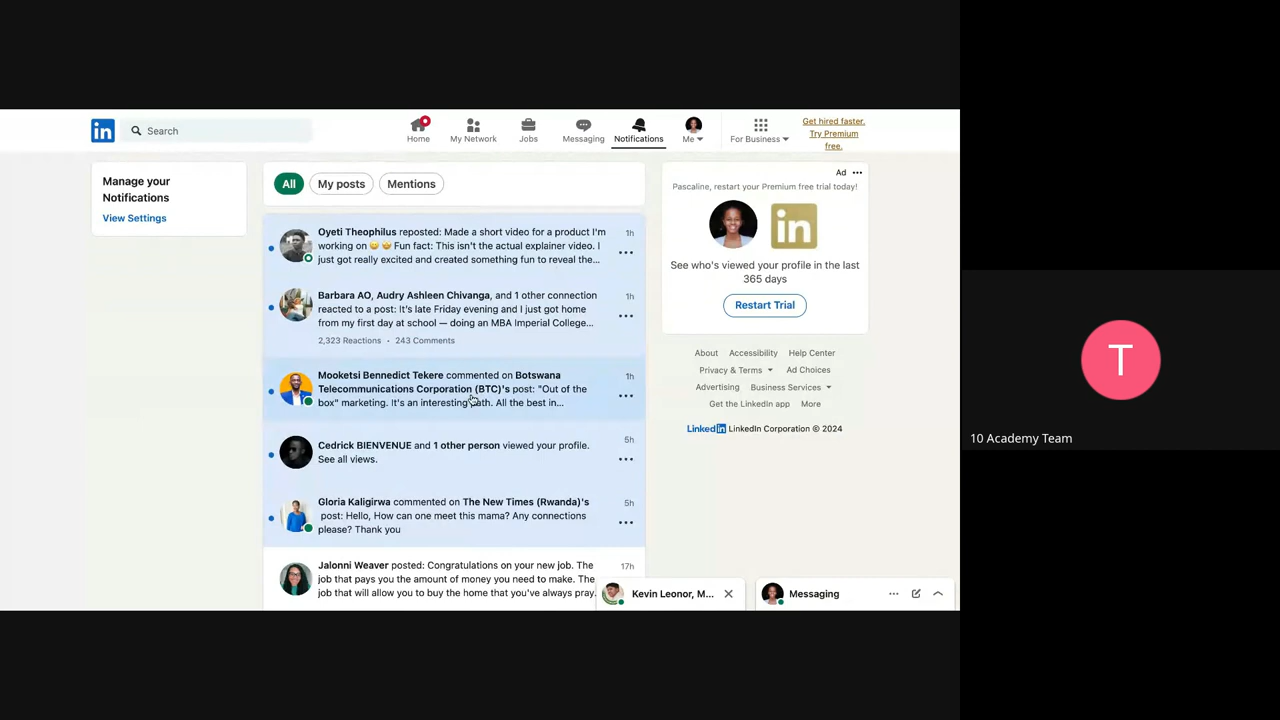 in
Search
Home
My Network
Jobs
Messaging
Notifications
Me
For Business
Get hired faster.
Try Premium
free.
Manage your
Notifications
View Settings
All
My posts
Mentions
Oyeti Theophilus reposted: Made a short video for a product I'm
working on 😄 🤩 Fun fact: This isn't the actual explainer video. I
just got really excited and created something fun to reveal the...
1h
Barbara AO, Audry Ashleen Chivanga, and 1 other connection
reacted to a post: It's late Friday evening and I just got home
from my first day at school — doing an MBA Imperial College...
2,323 Reactions • 243 Comments
1h
Mooketsi Bennedict Tekere commented on Botswana
Telecommunications Corporation (BTC)'s post: "Out of the
box" marketing. It's an interesting path. All the best in...
1h
Cedrick BIENVENUE and 1 other person viewed your profile.
See all views.
5h
Gloria Kaligirwa commented on The New Times (Rwanda)'s
post: Hello, How can one meet this mama? Any connections
please? Thank you
5h
Jalonni Weaver posted: Congratulations on your new job. The
job that pays you the amount of money you need to make. The
job that will allow you to buy the home that you've always pray.
17h
Ad
Pascaline, restart your Premium free trial today!
in
See who's viewed your profile in the last
365 days
Restart Trial
About Accessibility Help Center
Privacy & Terms Ad Choices
Advertising Business Services
Get the LinkedIn app More
LinkedIn LinkedIn Corporation © 2024
Kevin Leonor, M...
Messaging
T
10 Academy Team